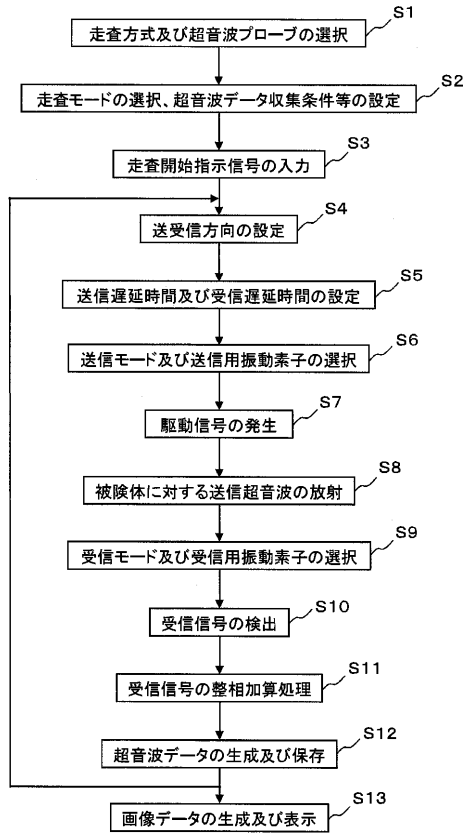 S1
走査方式及び超音波プローブの選択
S2
走査モードの選択、超音波データ収集条件等の設定
S3
走査開始指示信号の入力
S4
送受信方向の設定
S5
送信遅延時間及び受信遅延時間の設定
S6
送信モード及び送信用振動素子の選択
S7
駆動信号の発生
S8
被険体に対する送信超音波の放射
S9
受信モード及び受信用振動素子の選択
S10
受信信号の検出
S11
受信信号の整相加算処理
S12
超音波データの生成及び保存
S13
画像データの生成及び表示